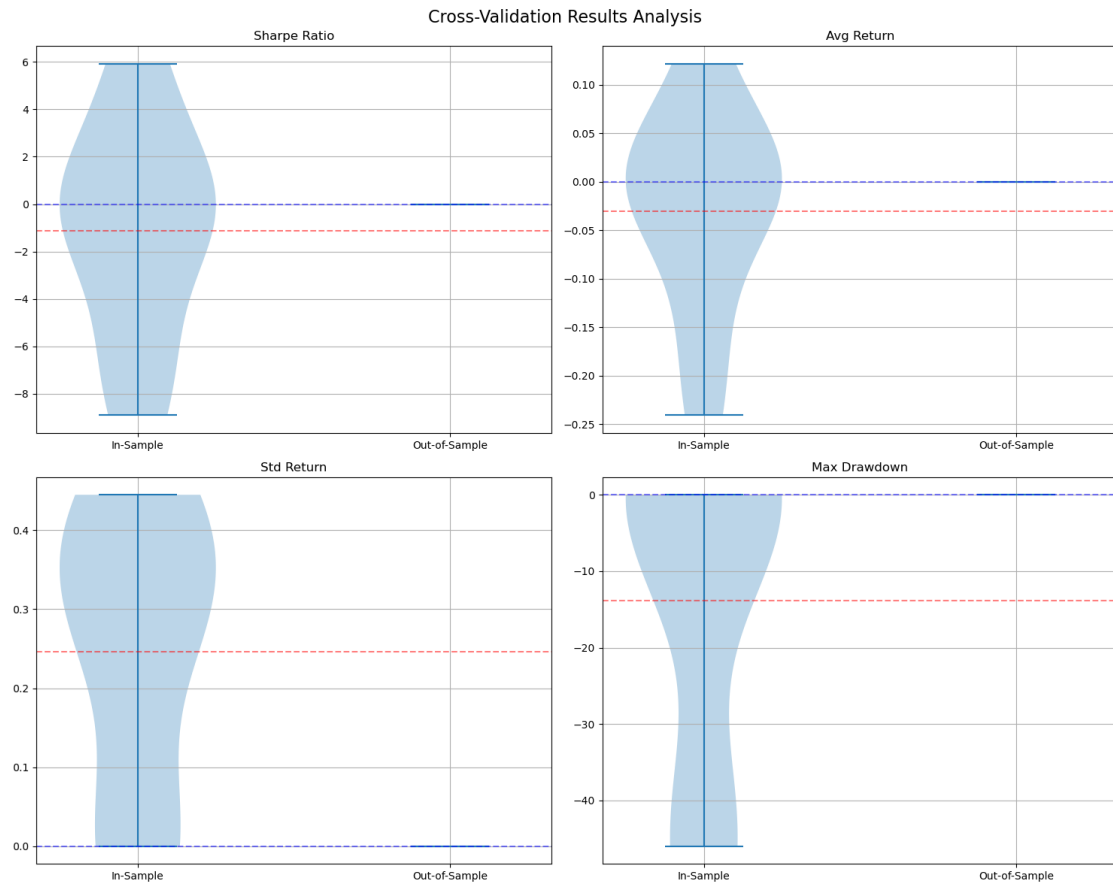 Cross-Validation Results Analysis
Sharpe Ratio
6
4
2
0
−2
−4
−6
−8
In-Sample
Out-of-Sample
Avg Return
0.10
0.05
0.00
−0.05
−0.10
−0.15
−0.20
−0.25
In-Sample
Out-of-Sample
Std Return
0.4
0.3
0.2
0.1
0.0
In-Sample
Out-of-Sample
Max Drawdown
0
−10
−20
−30
−40
In-Sample
Out-of-Sample